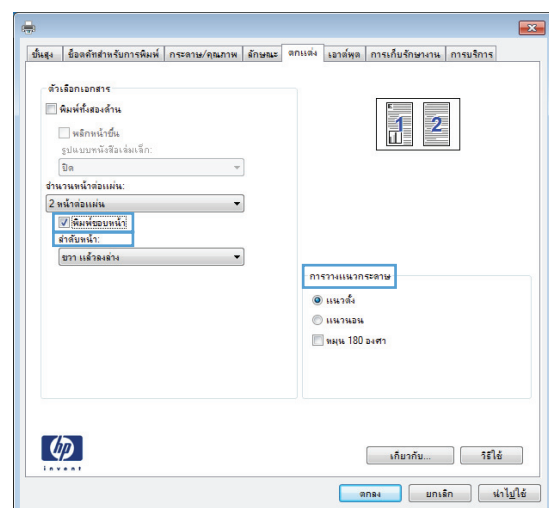 ขั้นสูง ช็อตคัทสำหรับการพิมพ์ กระดาษ/คุณภาพ ลักษณะ ตกแต่ง เอาต์พุต การเก็บรักษางาน การบริการ
ตัวเลือกเอกสาร
พิมพ์ทั้งสองด้าน
พลิกหน้าขึ้น
รูปแบบหนังสือเล่มเล็ก:
ปิด
จำนวนหน้าต่อแผ่น:
2 หน้าต่อแผ่น
พิมพ์ขอบหน้า
ลำดับหน้า:
ขวา แล้วลงล่าง
1 2
การวางแนวกระดาษ
แนวตั้ง
แนวนอน
หมุน 180 องศา
hp
invent
เกี่ยวกับ... วิธีใช้
ตกลง ยกเลิก นำไปใช้